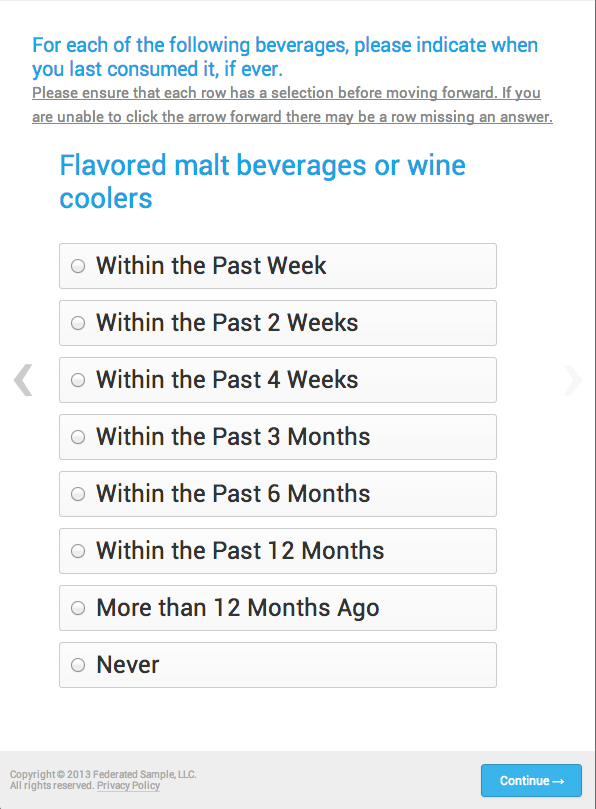 For each of the following beverages, please indicate when
you last consumed it, if ever.
Please ensure that each row has a selection before moving forward. If you
are unable to click the arrow forward there may be a row missing an answer.
Flavored malt beverages or wine
coolers
Within the Past Week
Within the Past 2 Weeks
Within the Past 4 Weeks
Within the Past 3 Months
Within the Past 6 Months
Within the Past 12 Months
More than 12 Months Ago
Never
Copyright © 2013 Federated Sample, LLC.
All rights reserved. Privacy Policy
Continue →